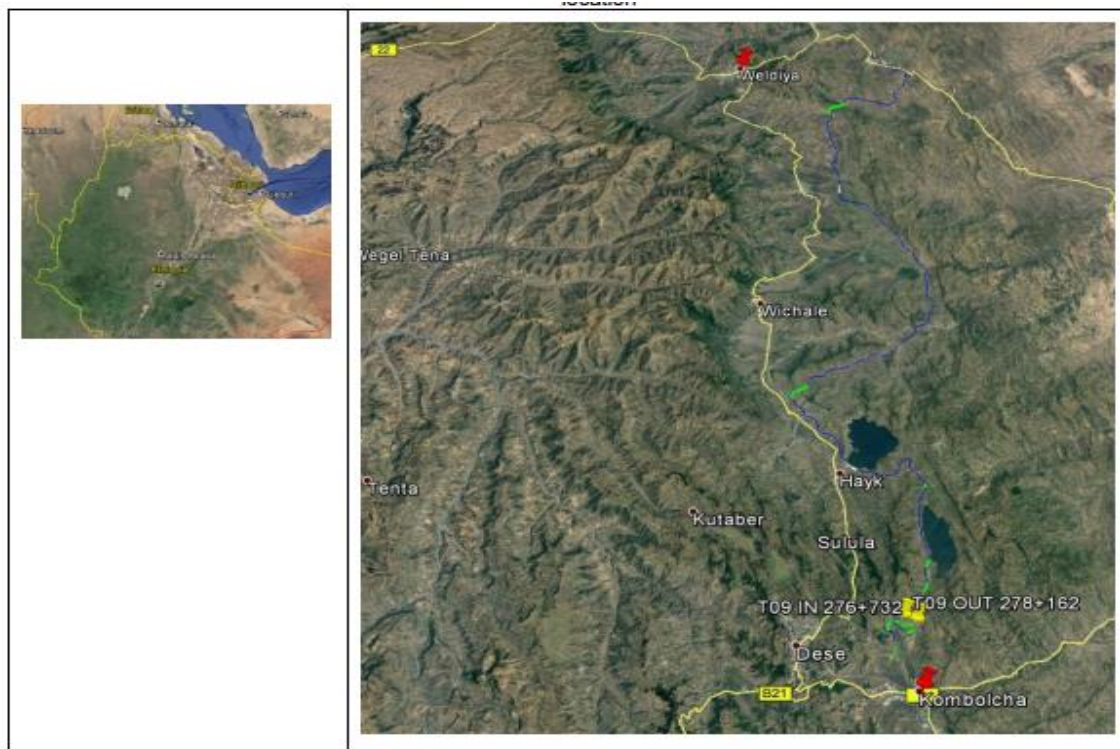 location
22
Weldiya
Wegel Tena
Wichale
Hayk
Tenta
Kutaber
Sulula
T09 IN 276+732
T09 OUT 278+162
Dese
B21
Kombolcha